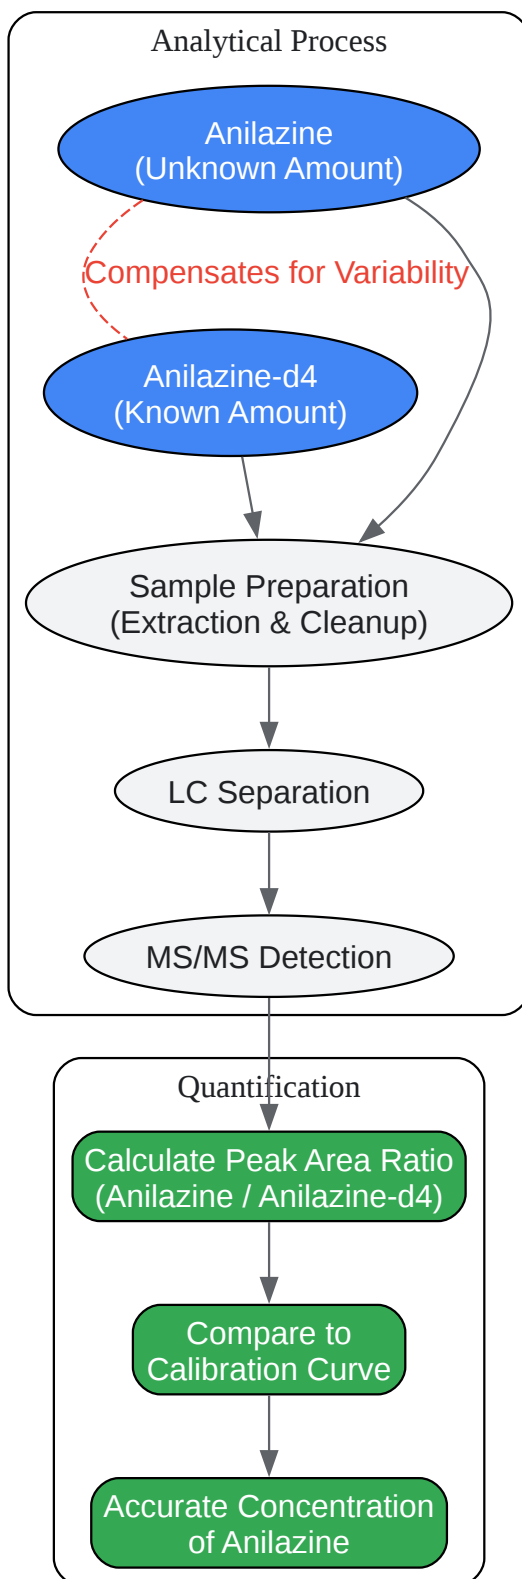 Analytical Process
Anilazine
(Unknown Amount)
Compensates for Variability
Anilazine-d4
(Known Amount)
Sample Preparation
(Extraction & Cleanup)
LC Separation
MS/MS Detection
Quantification
Calculate Peak Area Ratio
(Anilazine / Anilazine-d4)
Compare to
Calibration Curve
Accurate Concentration
of Anilazine